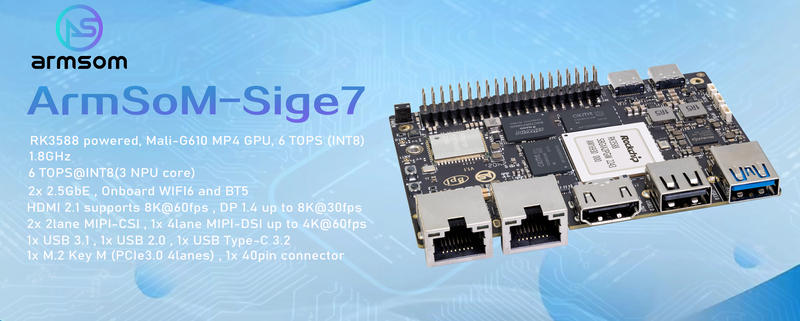 armsom
ArmSoM-Sige7
RK3588 powered, Mali-G610 MP4 GPU, 6 TOPS (INT8)
1.8GHz
6 TOPS@INT8(3 NPU core)
2x 2.5GbE , Onboard WIFI6 and BT5
HDMI 2.1 supports 8K@60fps , DP 1.4 up to 8K@30fps
2x 2lane MIPI-CSI , 1x 4lane MIPI-DSI up to 4K@60fps
1x USB 3.1 , 1x USB 2.0 , 1x USB Type-C 3.2
1x M.2 Key M (PCIe3.0 4lanes) , 1x 40pin connector
Rockchip
RK3588